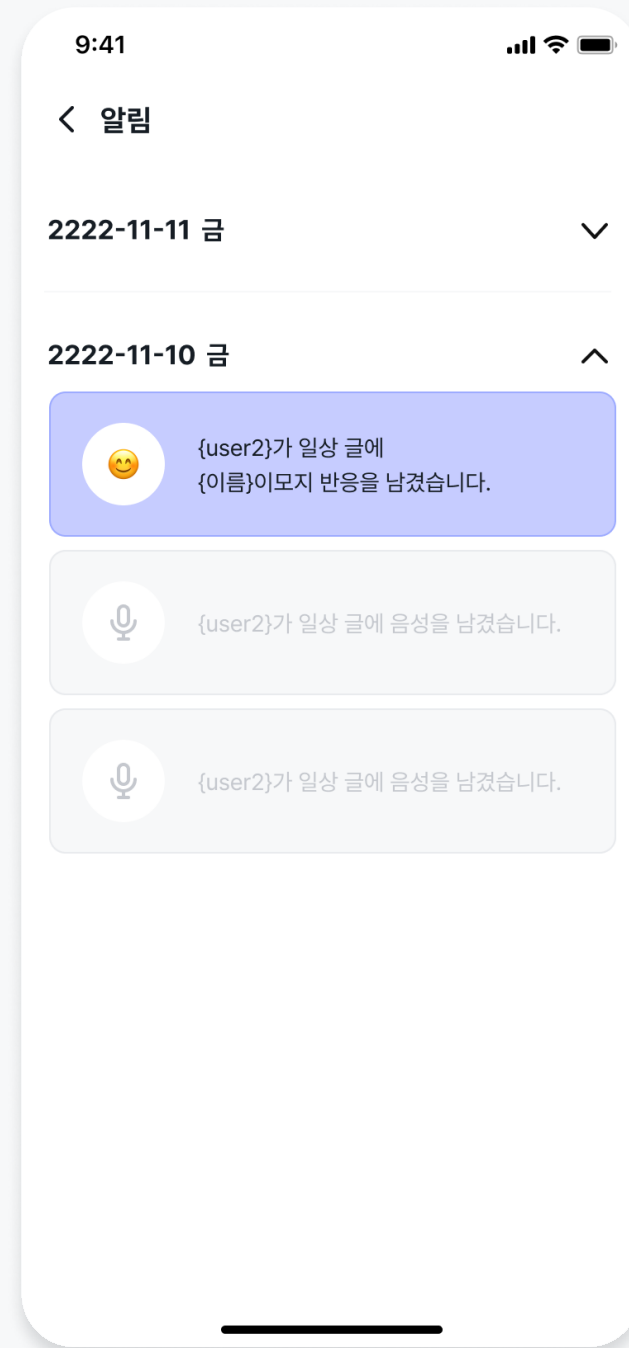 9:41
알림
2222-11-11 금
2222-11-10 금
{user2}가 일상 글에
{이름}이모지 반응을 남겼습니다.
{user2}가 일상 글에 음성을 남겼습니다.
{user2}가 일상 글에 음성을 남겼습니다.